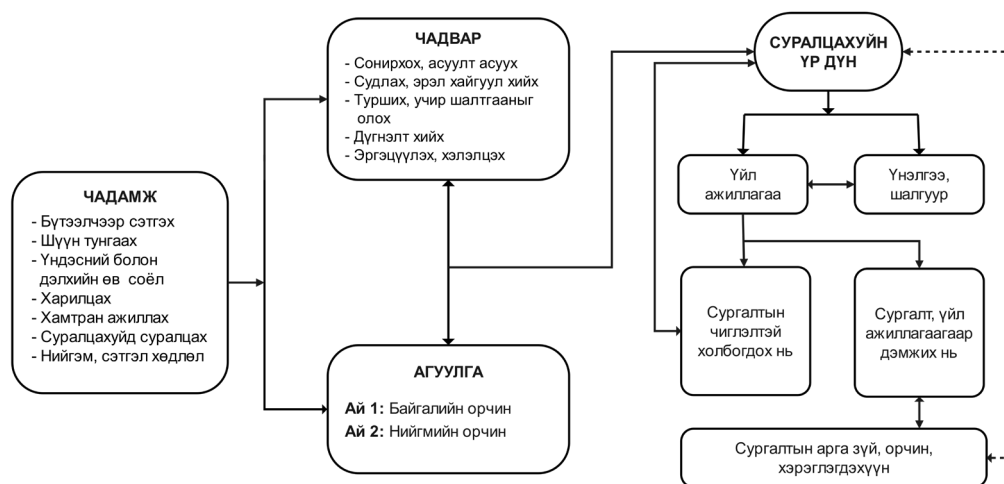 ЧАДАМЖ
- Бүтээлчээр сэтгэх
- Шүүн тунгаах
- Үндэсний болон
дэлхийн өв соёл
- Харилцах
- Хамтран ажиллах
- Суралцахуйд суралцах
- Нийгэм, сэтгэл хөдлөл
ЧАДВАР
- Сонирхох, асуулт асуух
- Судлах, эрэл хайгуул хийх
- Турших, учир шалтгааныг
олох
- Дүгнэлт хийх
- Эргэцүүлэх, хэлэлцэх
АГУУЛГА
Ай 1: Байгалийн орчин
Ай 2: Нийгмийн орчин
СУРАЛЦАХУЙН
ҮР ДҮН
Үйл
ажиллагаа
Үнэлгээ,
шалгуур
Сургалтын
чиглэлтэй
холбогдох нь
Сургалт, үйл
ажиллагаагаар
дэмжих нь
Сургалтын арга зүй, орчин,
хэрэглэгдэхүүн